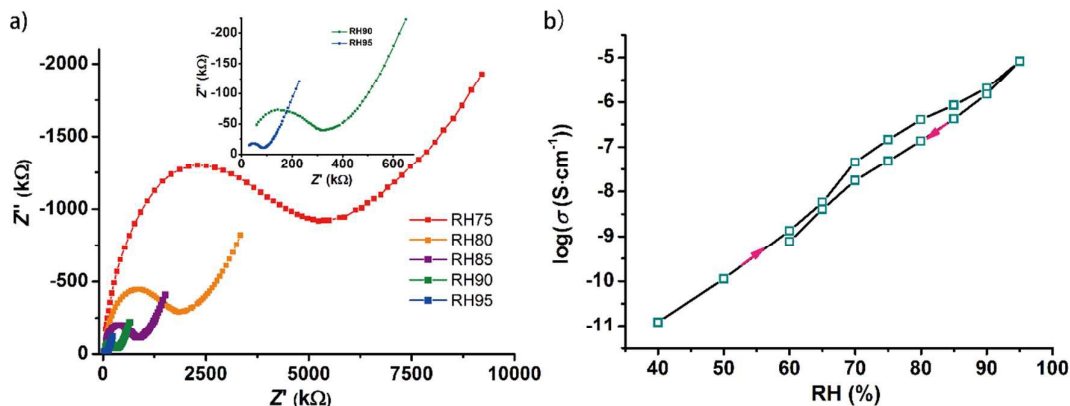 a)
-2000
-1500
-1000
-500
0
Z'' (kΩ)
0 2500 5000 7500 10000
Z' (kΩ)
RH75
RH80
RH85
RH90
RH95
-200
-150
-100
-50
0
Z'' (kΩ)
0 200 400 600
Z' (kΩ)
RH90
RH95
b)
-5
-6
-7
-8
-9
-10
-11
log(σ (S·cm⁻¹))
40 50 60 70 80 90 100
RH (%)